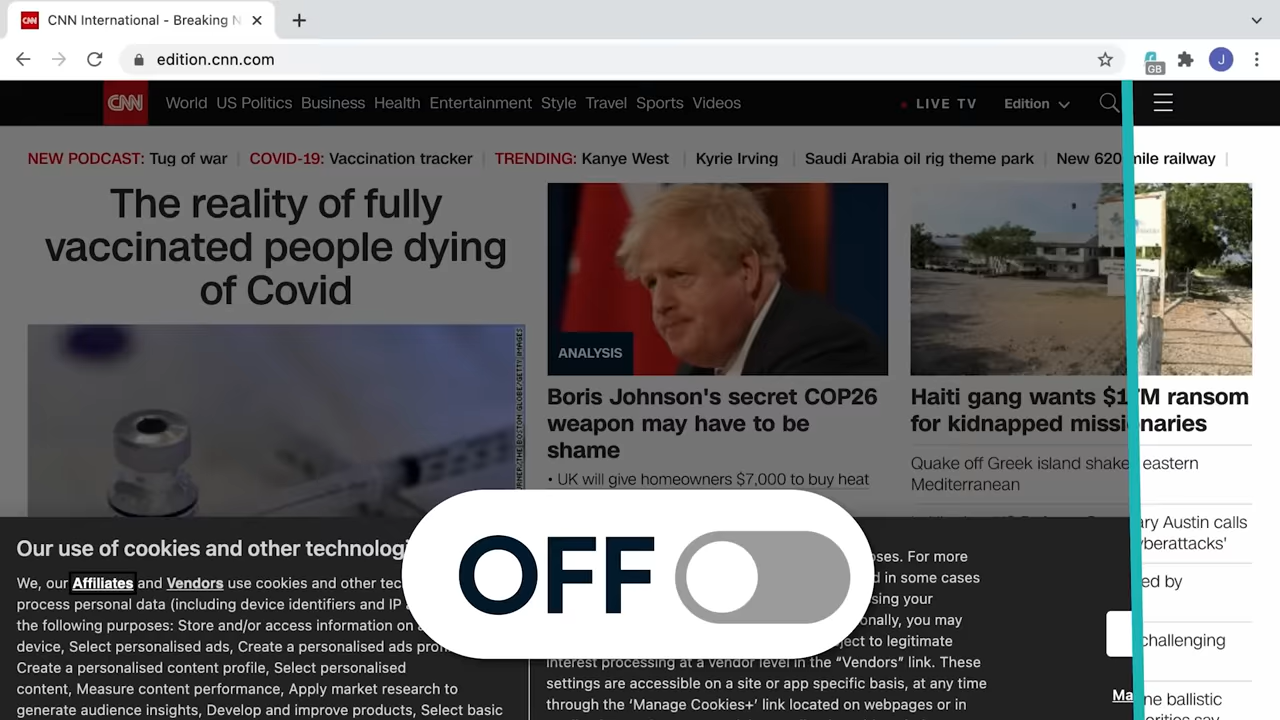 CNN International - Breaking N
edition.cnn.com
GB
J
CNN World US Politics Business Health Entertainment Style Travel Sports Videos
LIVE TV Edition
NEW PODCAST: Tug of war COVID-19: Vaccination tracker TRENDING: Kanye West Kyrie Irving Saudi Arabia oil rig theme park New 620 mile railway
The reality of fully
vaccinated people dying
of Covid
ANALYSIS
Boris Johnson's secret COP26
weapon may have to be
shame
• UK will give homeowners $7,000 to buy heat
Haiti gang wants $17M ransom
for kidnapped missionaries
Quake off Greek island shakes eastern
Mediterranean
ary Austin calls
yberattacks'
ed by
challenging
ne ballistic
OFF
Our use of cookies and other technologi
We, our Affiliates and Vendors use cookies and other tec
process personal data (including device identifiers and IP
the following purposes: Store and/or access information on
device, Select personalised ads, Create a personalised ads
Create a personalised content profile, Select personalised
content, Measure content performance, Apply market research to
generate audience insights, Develop and improve products, Select basic
oses. For more
d in some cases
sing your
onally, you may
ject to legitimate
interest processing at a vendor level in the “Vendors” link. These
settings are accessible on a site or app specific basis, at any time
through the ‘Manage Cookies+’ link located on webpages or in
Ma